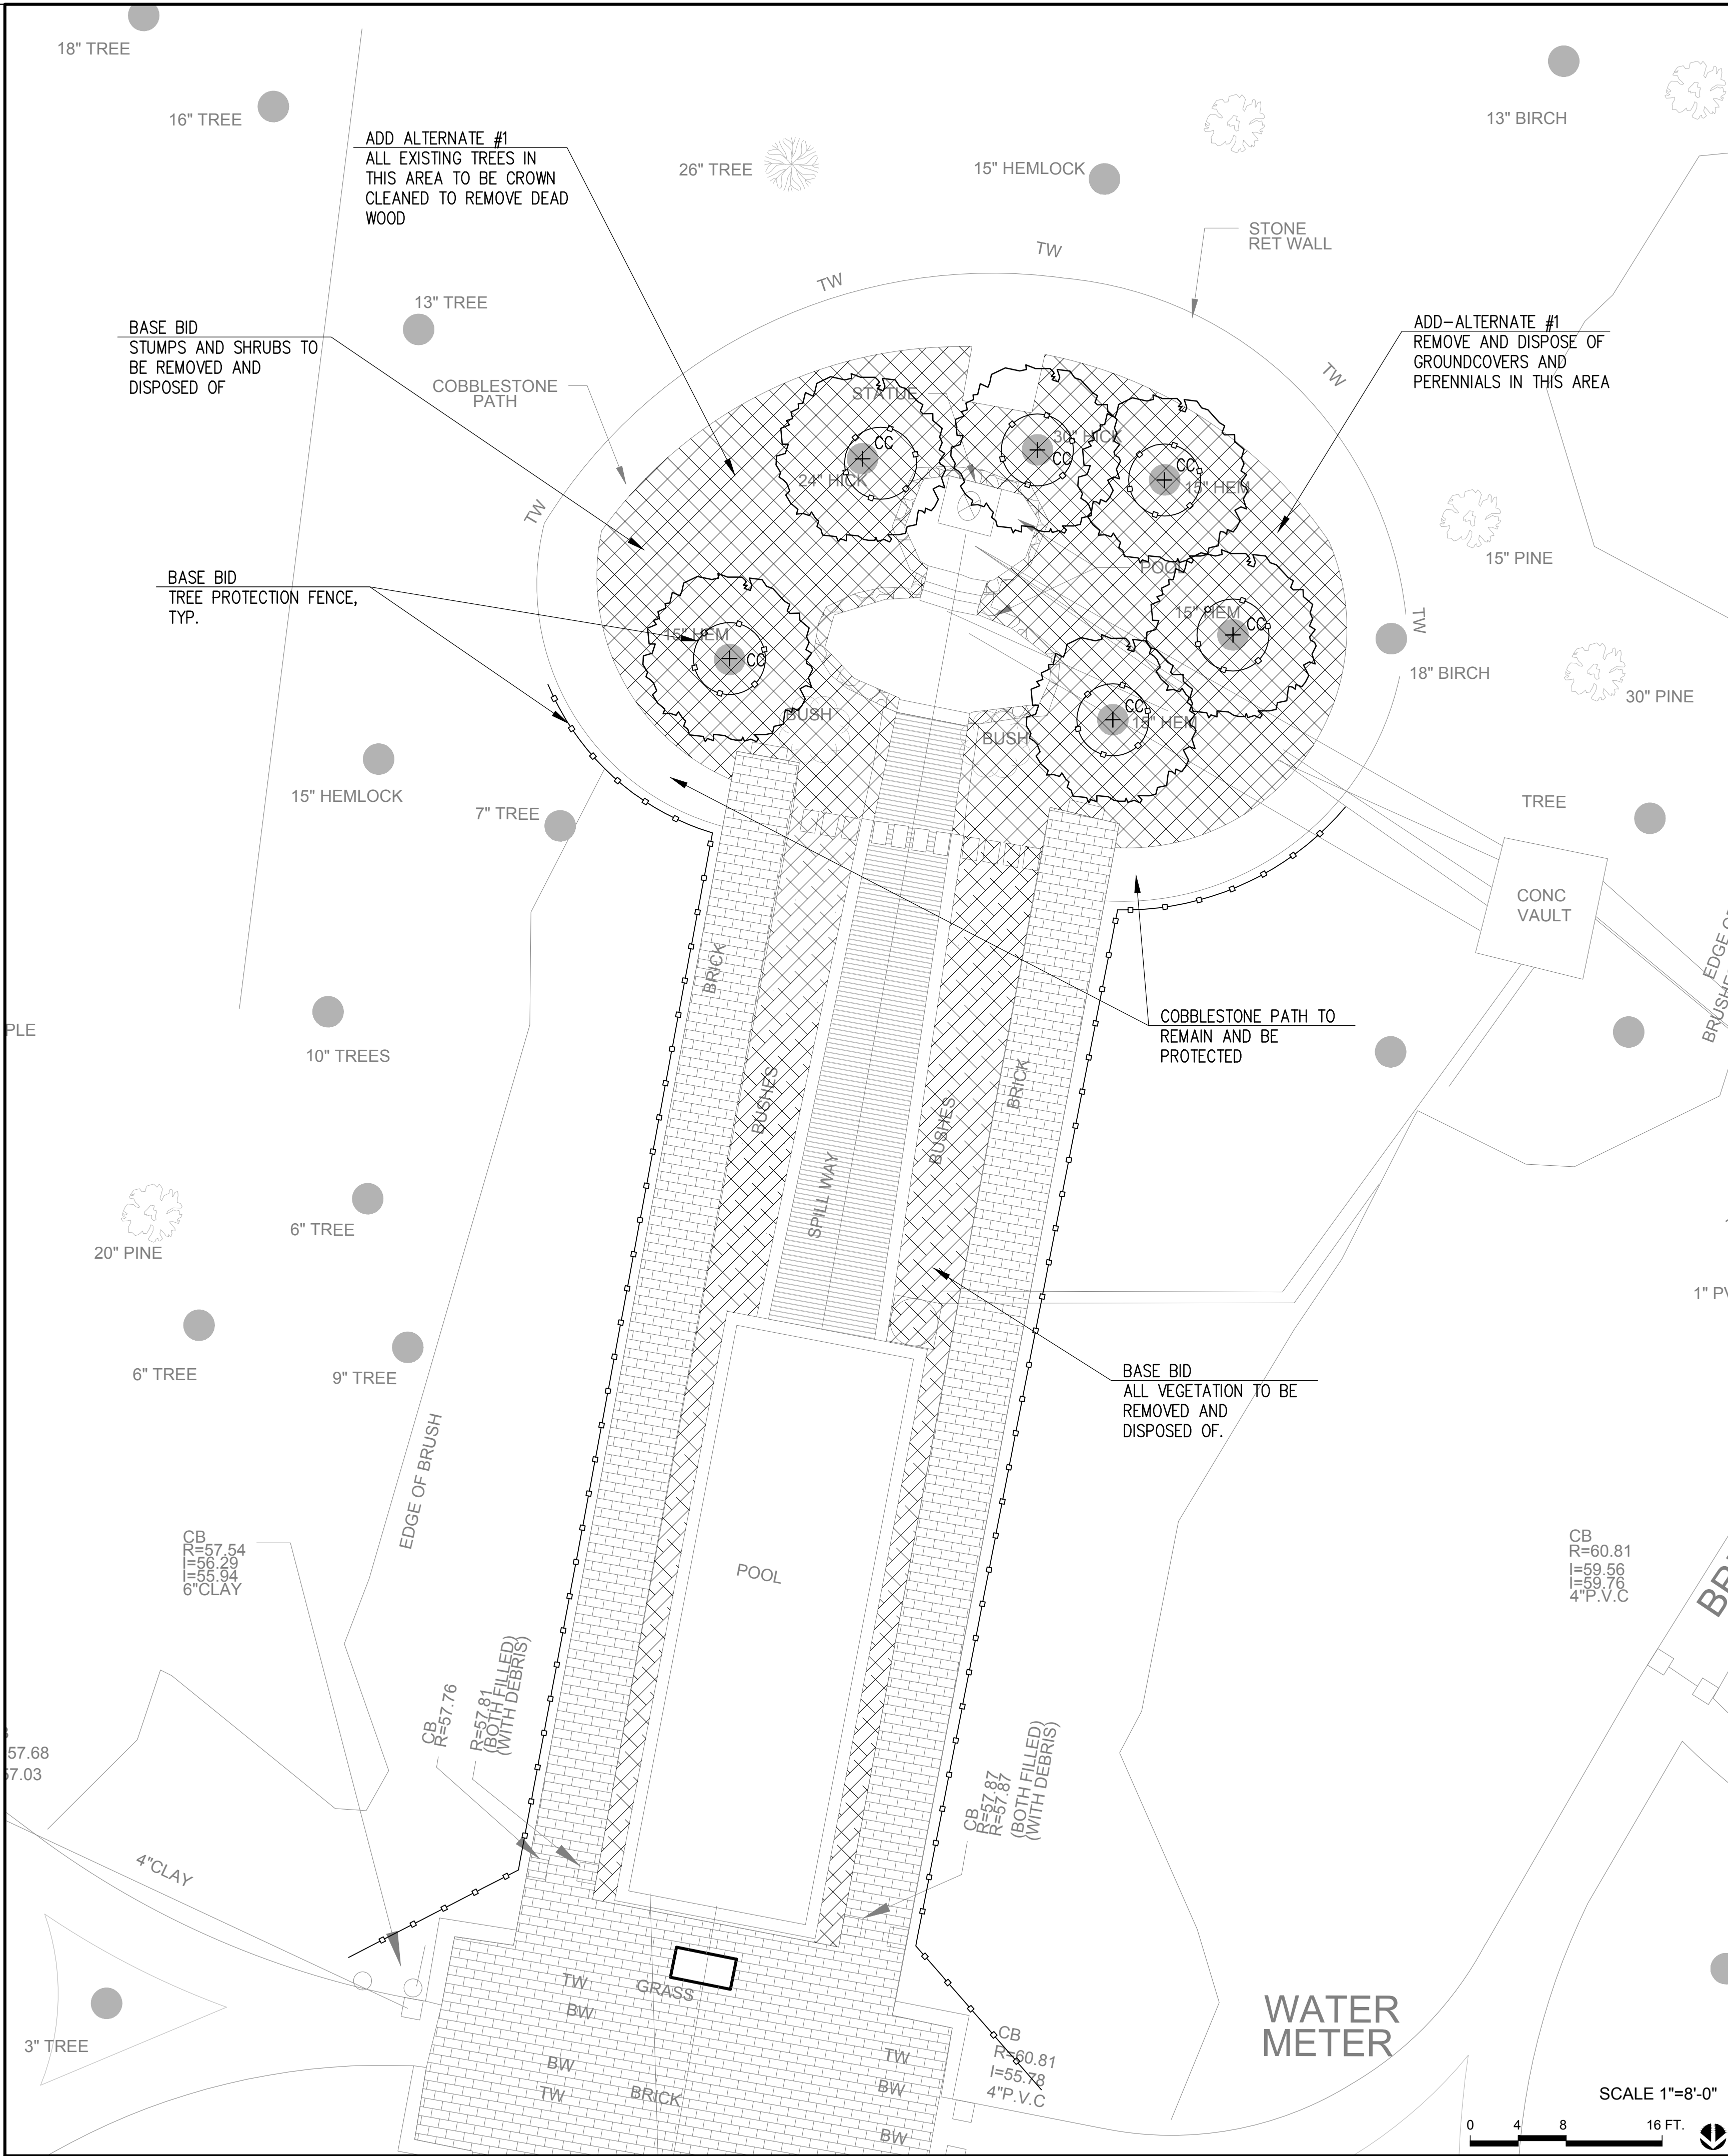 18" TREE
16" TREE
ADD ALTERNATE #1
ALL EXISTING TREES IN
THIS AREA TO BE CROWN
CLEANED TO REMOVE DEAD
WOOD
26" TREE
15" HEMLOCK
13" BIRCH
STONE
RET WALL
TW
TW
13" TREE
BASE BID
STUMPS AND SHRUBS TO
BE REMOVED AND
DISPOSED OF
COBBLESTONE
PATH
ADD-ALTERNATE #1
REMOVE AND DISPOSE OF
GROUNDCOVERS AND
PERENNIALS IN THIS AREA
TW
STATUE
CC
24" HICK
30" HICK
CC
CC
15" HEM
TW
15" PINE
BASE BID
TREE PROTECTION FENCE,
TYP.
POOL
15" HEM
CC
15" HEM
CC
TW
18" BIRCH
30" PINE
BUSH
BUSH
CC
15" HEM
15" HEMLOCK
7" TREE
TREE
CONC
VAULT
BRICK
COBBLESTONE PATH TO
REMAIN AND BE
PROTECTED
PLE
10" TREES
BUSHES
BUSHES
BRICK
SPILL WAY
20" PINE
6" TREE
6" TREE
9" TREE
BASE BID
ALL VEGETATION TO BE
REMOVED AND
DISPOSED OF.
EDGE OF BRUSH
CB
R=57.54
I=56.29
I=55.94
6"CLAY
POOL
CB
R=60.81
I=59.56
I=59.76
4"P.V.C
CB
R=57.76
R=57.81
(BOTH FILLED)
(WITH DEBRIS)
CB
R=57.87
R=57.87
(BOTH FILLED)
(WITH DEBRIS)
57.68
57.03
4"CLAY
TW
BW
GRASS
3" TREE
BW
TW
BRICK
TW
BW
BW
CB
R=60.81
I=55.78
4"P.V.C
WATER
METER
SCALE 1"=8'-0"
0 4 8 16 FT.